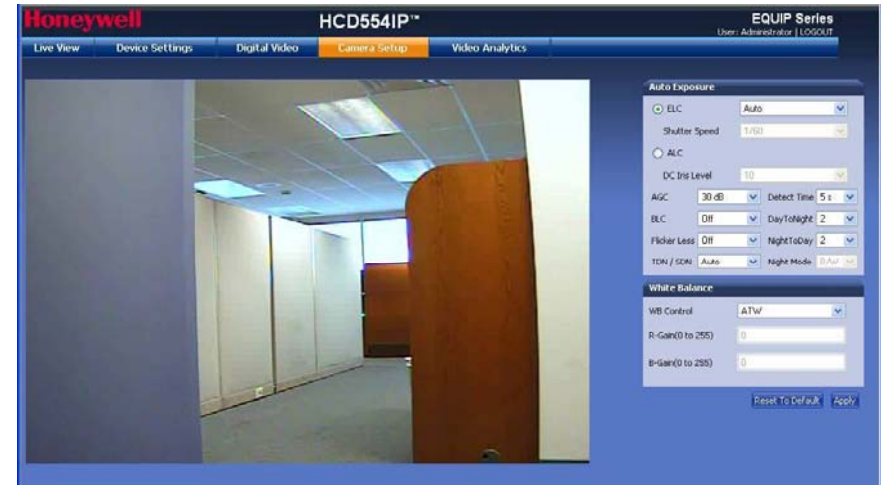 Honeywell HCD554IP™ EQUIP Series
User: Administrator | LOGOUT
Live View Device Settings Digital Video Camera Setup Video Analytics
Auto Exposure
ELC Auto
Shutter Speed 1/60
ALC
DC Iris Level 10
AGC 30 dB Detect Time 5 s
BLC Off DayToNight 2
Flicker Less Off NightToDay 2
TDN / SDN Auto Night Mode B/W
White Balance
WB Control ATW
R-Gain(0 to 255) 0
B-Gain(0 to 255) 0
Reset To Default Apply